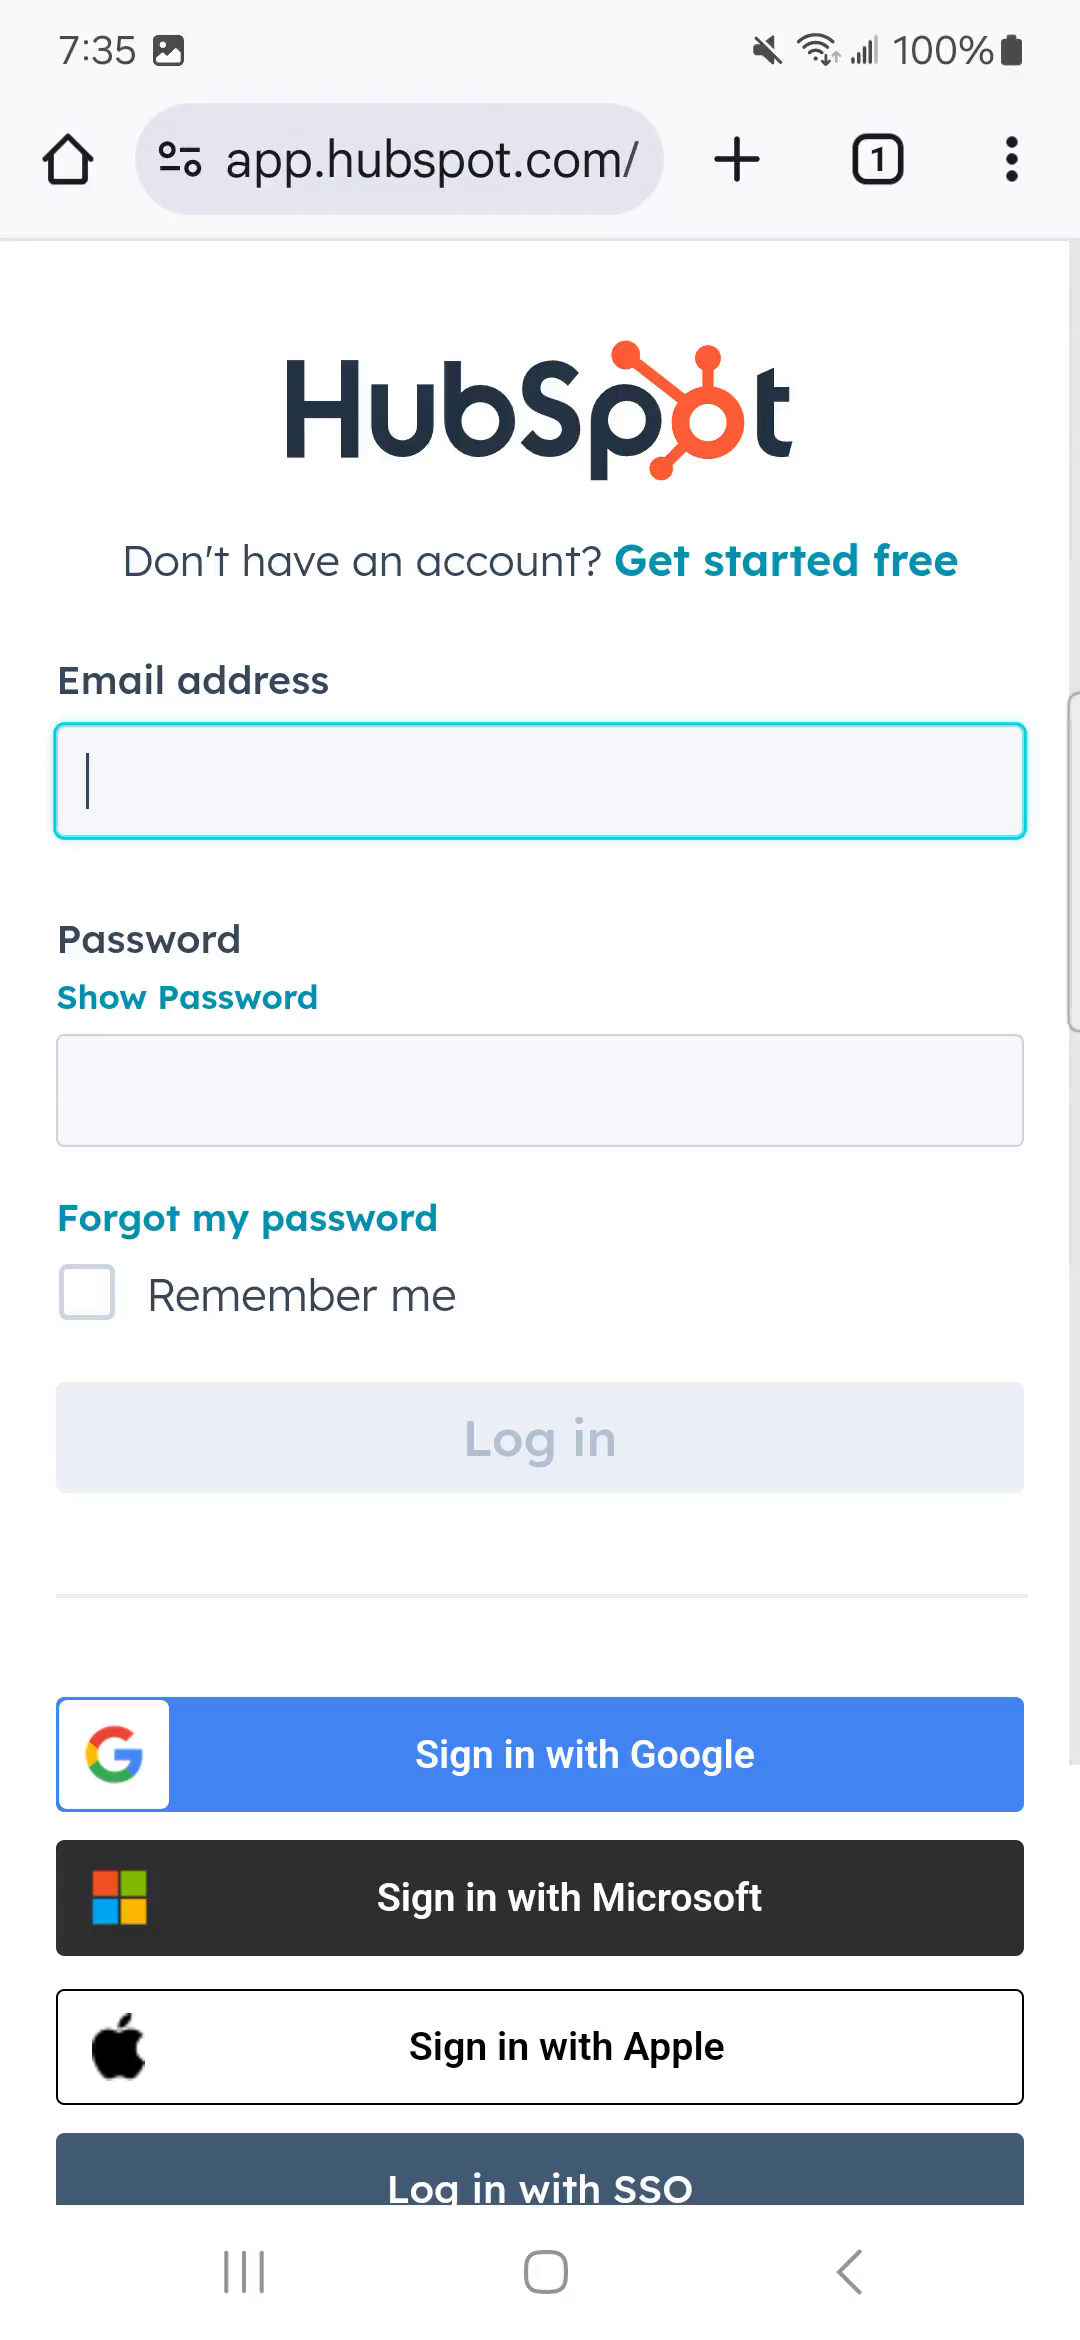 7:35
100%
app.hubspot.com/
1
HubSpot
Don't have an account? Get started free
Email address
Password
Show Password
Forgot my password
Remember me
Log in
Sign in with Google
Sign in with Microsoft
Sign in with Apple
Log in with SSO